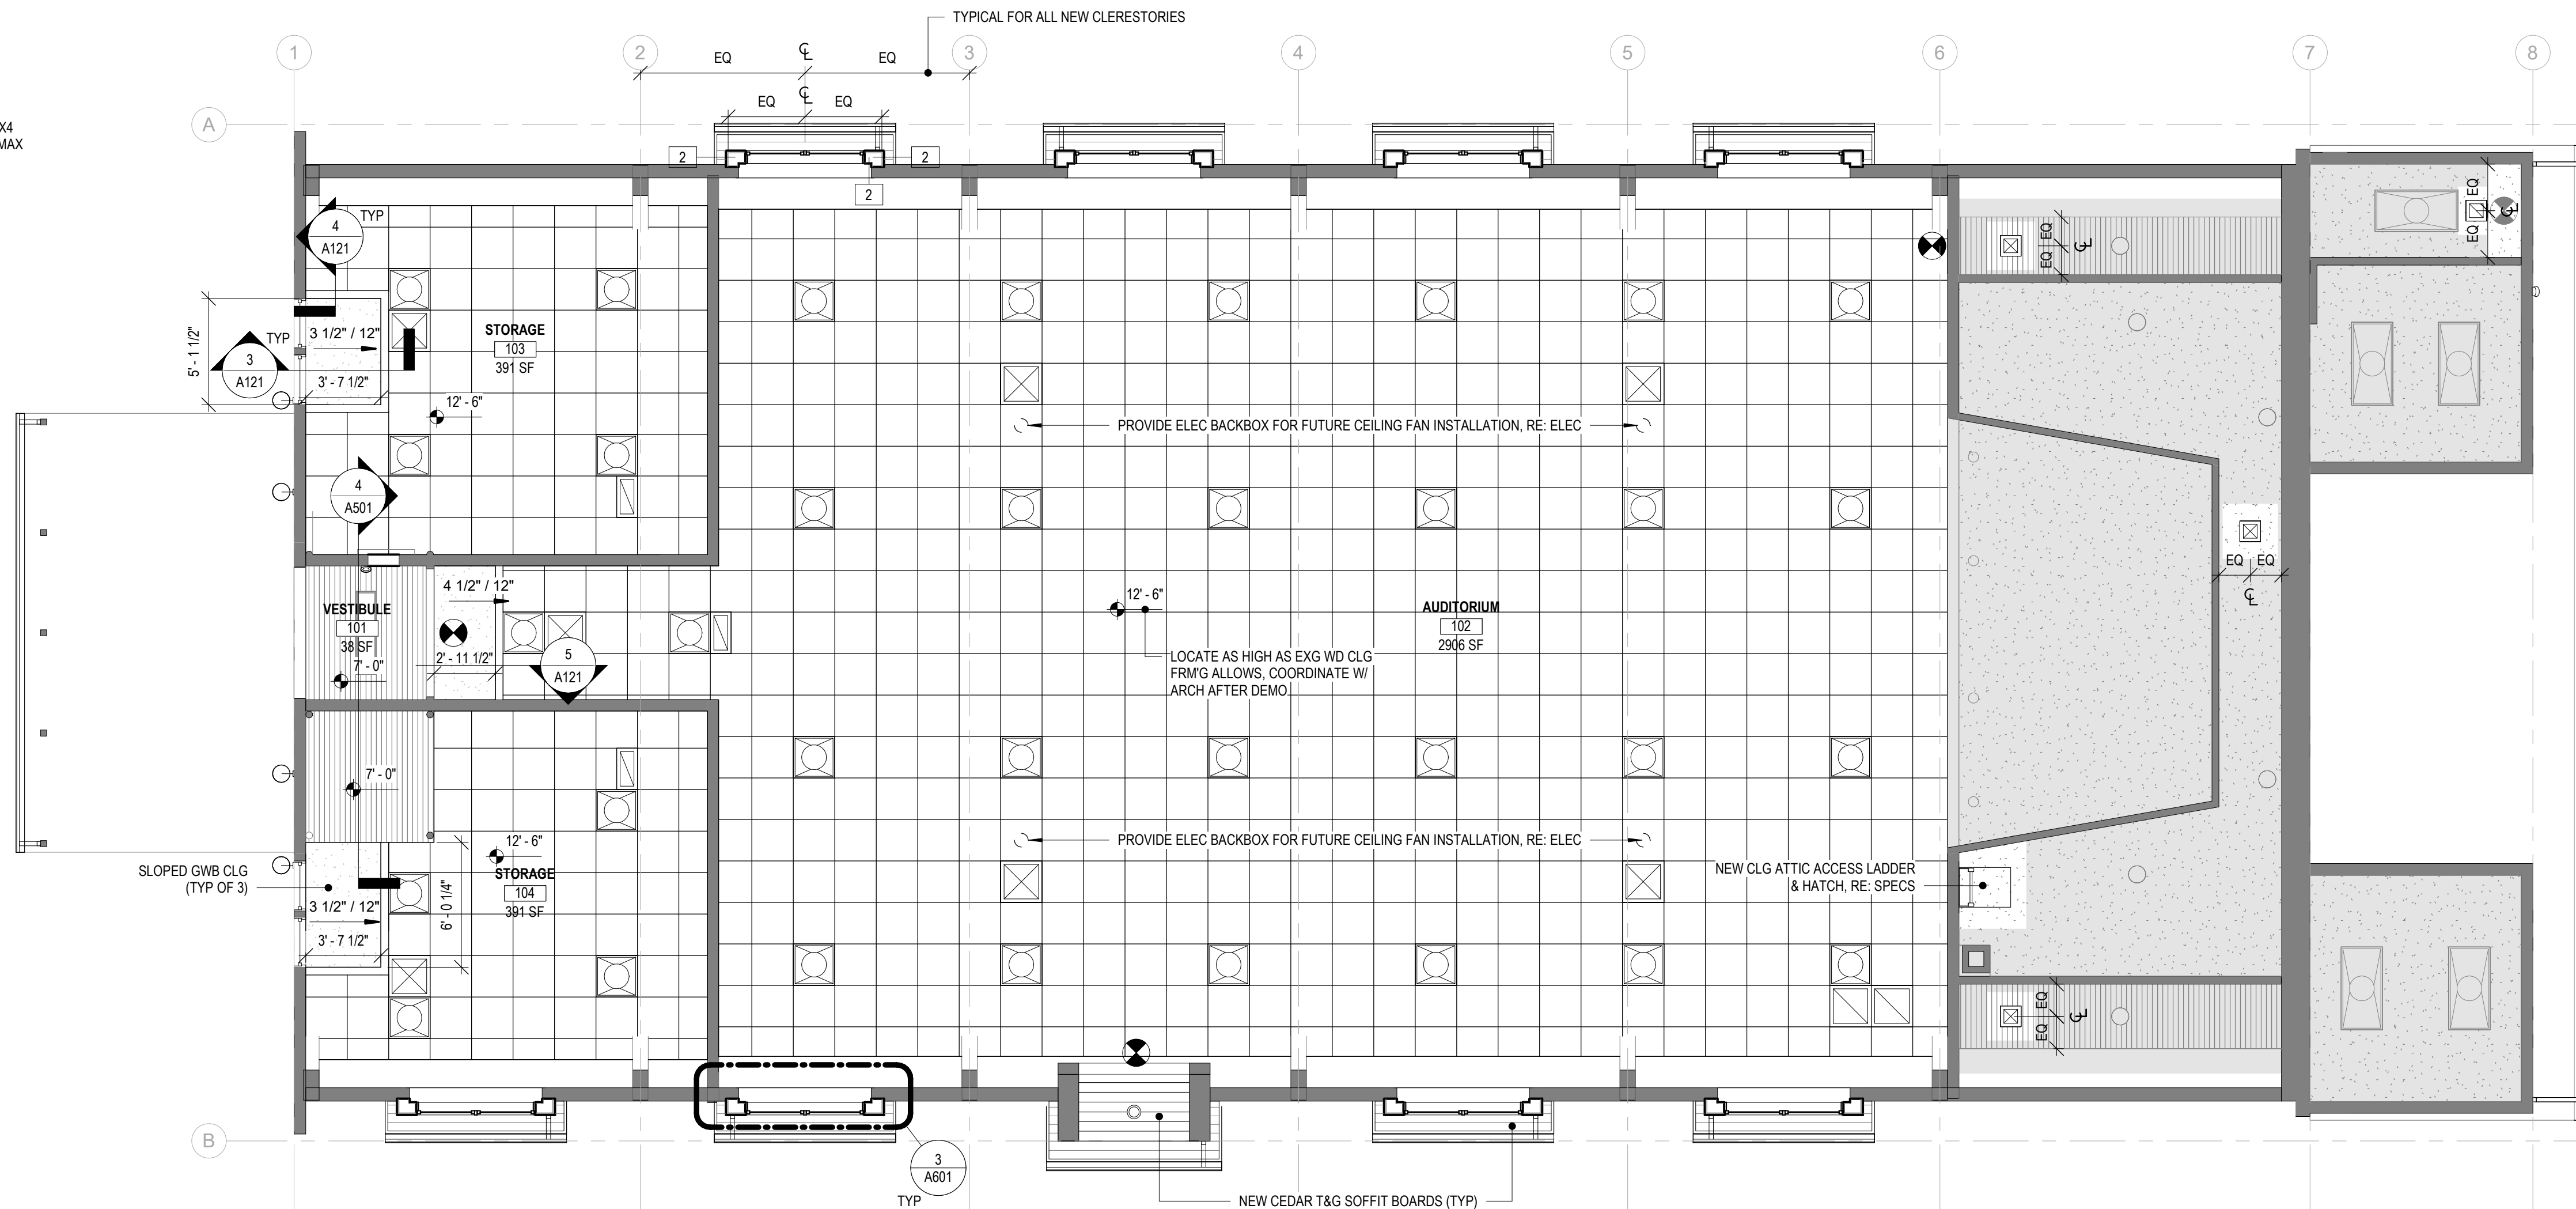 TYPICAL FOR ALL NEW CLERESTORIES
1
2
3
4
5
6
7
8
EQ
℄
EQ
EQ
℄
EQ
A
X4
MAX
2
2
2
EQ
EQ
℄
4
A121
TYP
EQ
EQ
℄
5' - 1 1/2"
3 1/2" / 12"
TYP
3
A121
3' - 7 1/2"
STORAGE
103
391 SF
12' - 6"
PROVIDE ELEC BACKBOX FOR FUTURE CEILING FAN INSTALLATION, RE: ELEC
4
A501
EQ
EQ
℄
4 1/2" / 12"
VESTIBULE
101
38 SF
7' - 0"
2' - 11 1/2"
5
A121
12' - 6"
LOCATE AS HIGH AS EXG WD CLG
FRM'G ALLOWS, COORDINATE W/
ARCH AFTER DEMO
AUDITORIUM
102
2906 SF
7' - 0"
12' - 6"
STORAGE
104
391 SF
PROVIDE ELEC BACKBOX FOR FUTURE CEILING FAN INSTALLATION, RE: ELEC
SLOPED GWB CLG
(TYP OF 3)
3 1/2" / 12"
3' - 7 1/2"
6' - 0 1/4"
NEW CLG ATTIC ACCESS LADDER
& HATCH, RE: SPECS
EQ
EQ
℄
B
3
A601
TYP
NEW CEDAR T&G SOFFIT BOARDS (TYP)